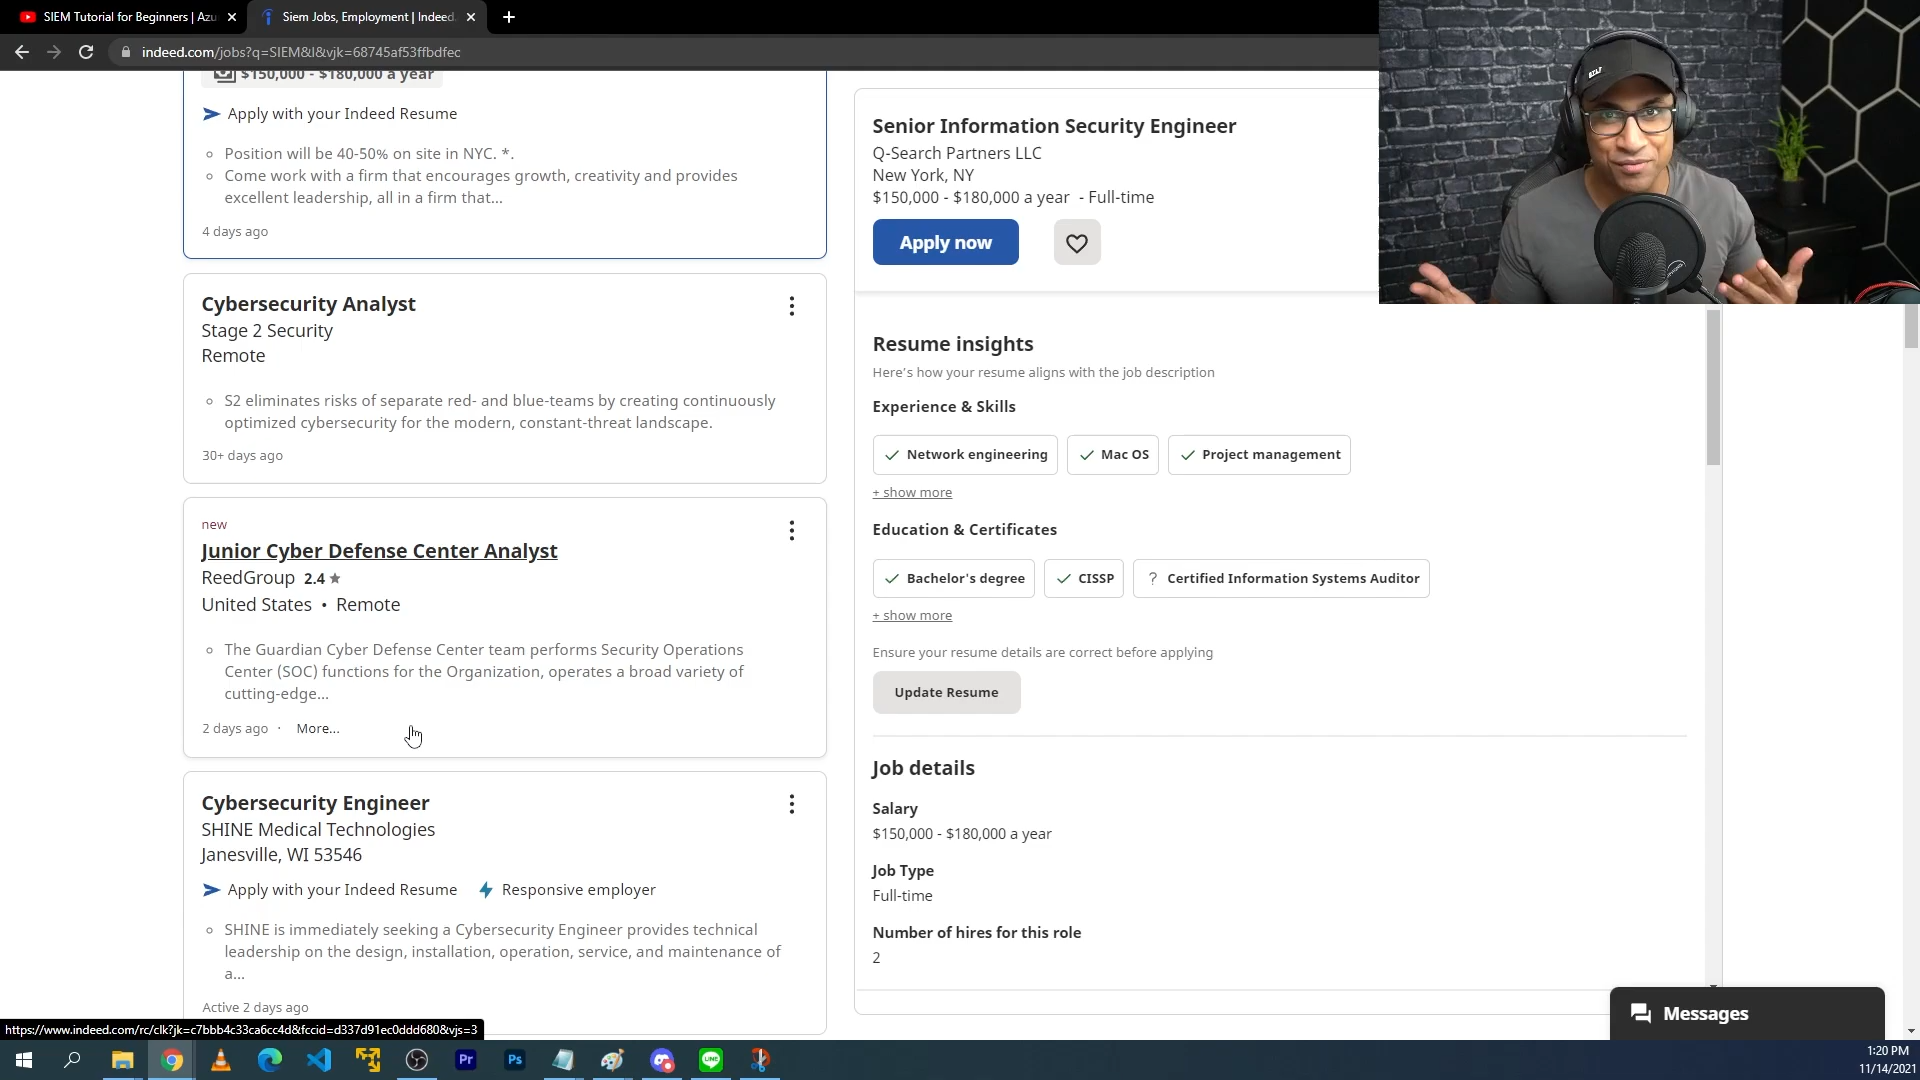 SIEM Tutorial for Beginners | Azu
Siem Jobs, Employment | Indeed.
indeed.com/jobs?q=SIEM&l&vjk=68745af53ffbdfec
$150,000 - $180,000 a year
Apply with your Indeed Resume
Position will be 40-50% on site in NYC. *.
Come work with a firm that encourages growth, creativity and provides
excellent leadership, all in a firm that...
4 days ago
Cybersecurity Analyst
Stage 2 Security
Remote
S2 eliminates risks of separate red- and blue-teams by creating continuously
optimized cybersecurity for the modern, constant-threat landscape.
30+ days ago
new
Junior Cyber Defense Center Analyst
ReedGroup 2.4
United States • Remote
The Guardian Cyber Defense Center team performs Security Operations
Center (SOC) functions for the Organization, operates a broad variety of
cutting-edge...
2 days ago · More...
Cybersecurity Engineer
SHINE Medical Technologies
Janesville, WI 53546
Apply with your Indeed Resume Responsive employer
SHINE is immediately seeking a Cybersecurity Engineer provides technical
leadership on the design, installation, operation, service, and maintenance of
a...
Active 2 days ago
https://www.indeed.com/rc/clk?jk=c7bbb4c33ca6cc4d&fccid=d337d91ec0ddd680&vjs=3
Senior Information Security Engineer
Q-Search Partners LLC
New York, NY
$150,000 - $180,000 a year - Full-time
Apply now
Resume insights
Here's how your resume aligns with the job description
Experience & Skills
Network engineering Mac OS Project management
+ show more
Education & Certificates
Bachelor's degree CISSP ? Certified Information Systems Auditor
+ show more
Ensure your resume details are correct before applying
Update Resume
Job details
Salary
$150,000 - $180,000 a year
Job Type
Full-time
Number of hires for this role
2
Messages
Pr
Ps
LINE
1:20 PM
11/14/2021